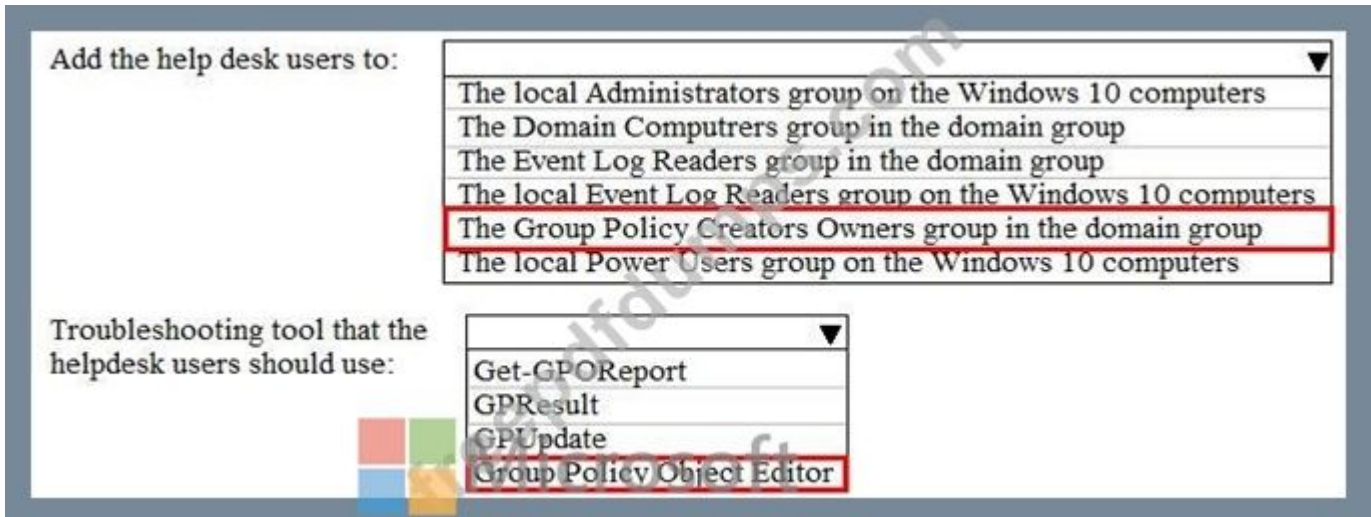 Add the help desk users to:
The local Administrators group on the Windows 10 computers
The Domain Computrers group in the domain group
The Event Log Readers group in the domain group
The local Event Log Readers group on the Windows 10 computers
The Group Policy Creators Owners group in the domain group
The local Power Users group on the Windows 10 computers
Troubleshooting tool that the
helpdesk users should use:
Get-GPOReport
GPResult
GPUpdate
Group Policy Object Editor
freepdfdumps.com
Microsoft